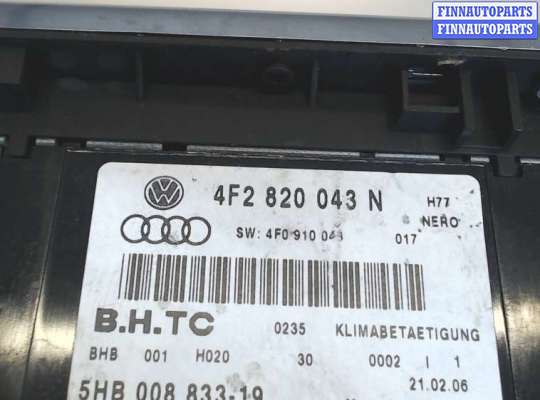 FINNAUTOPARTS
FINNAUTOPARTS
4F2 820 043 N H77
NERO
SW: 4F0 910 043 017
B.H.TC 0235 KLIMABETAETIGUNG
BHB 001 H020 30 0002 I 1
5HB 008 833-19 21.02.06